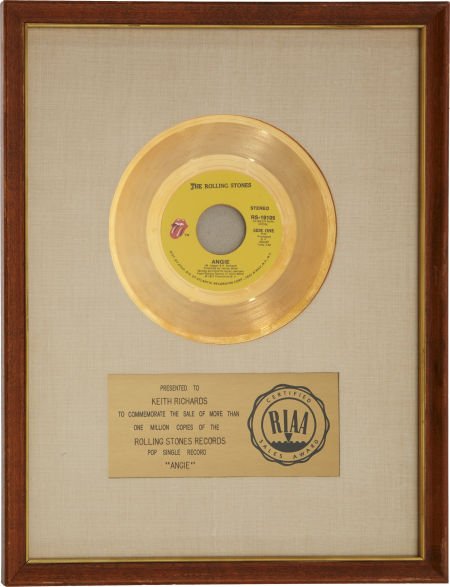 THE ROLLING STONES
STEREO
RS-19105
SIDE ONE
ANGIE
PRESENTED TO
KEITH RICHARDS
TO COMMEMORATE THE SALE OF MORE THAN
ONE MILLION COPIES OF THE
ROLLING STONES RECORDS
POP SINGLE RECORD
"ANGIE"
CERTIFIED
RIAA
SALES AWARD